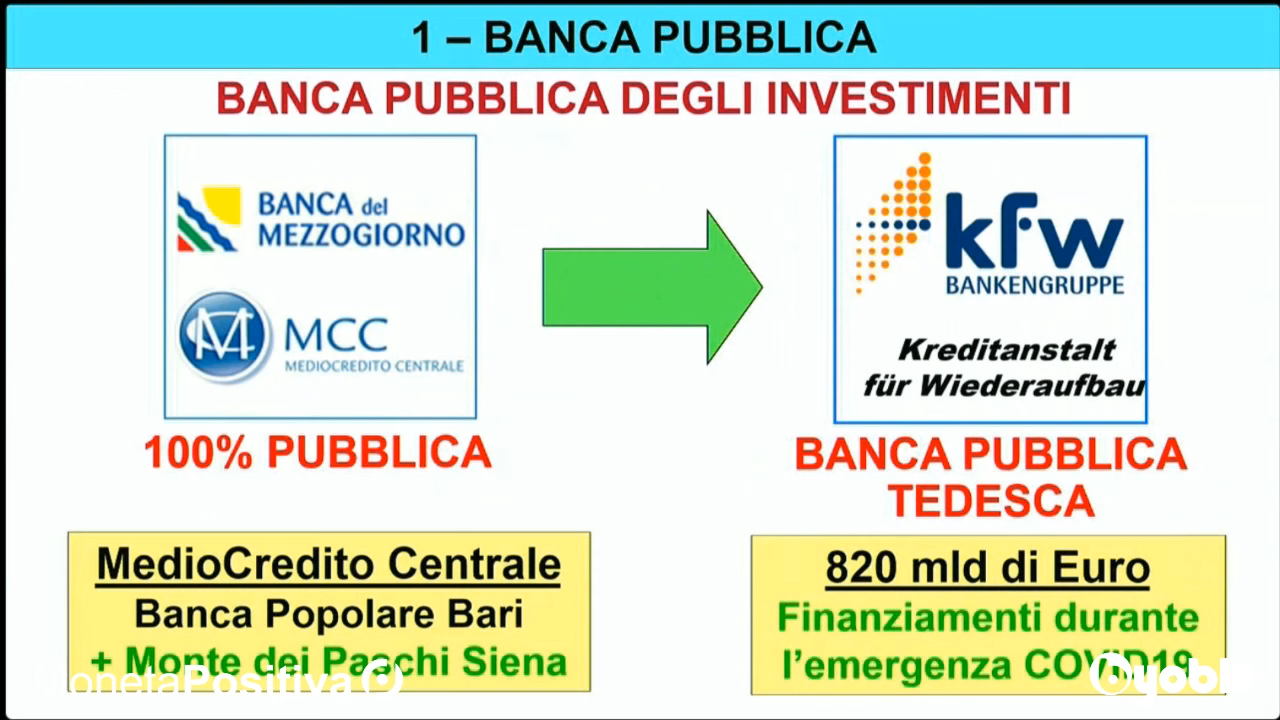 1 – BANCA PUBBLICA
BANCA PUBBLICA DEGLI INVESTIMENTI
BANCA del
MEZZOGIORNO
MCC
MEDIOCREDITO CENTRALE
100% PUBBLICA
kfw
BANKENGRUPPE
Kreditanstalt
für Wiederaufbau
BANCA PUBBLICA
TEDESCA
MedioCredito Centrale
Banca Popolare Bari
+ Monte dei Paschi Siena
820 mld di Euro
Finanziamenti durante
l'emergenza COVID19
MonetaPositiva